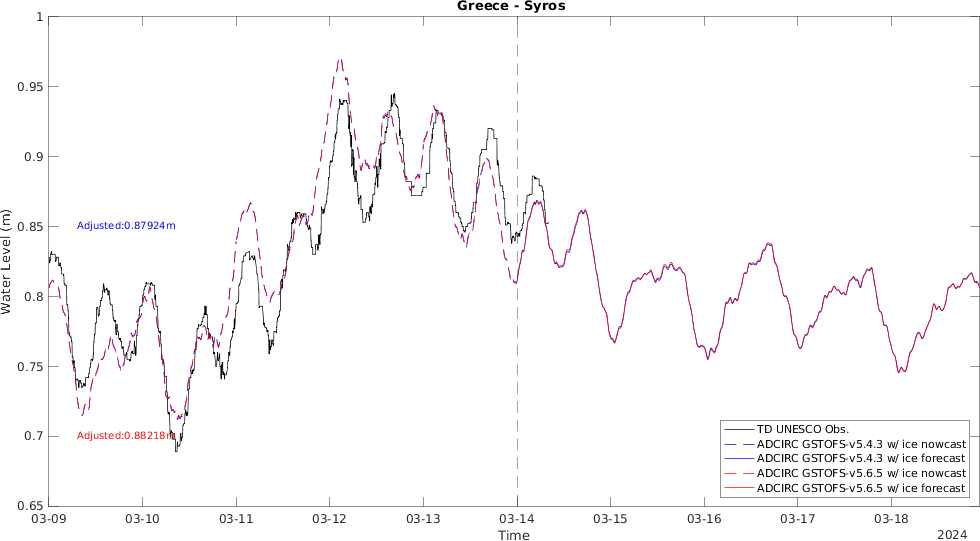 Greece - Syros
1
0.95
0.9
0.85
0.8
0.75
0.7
0.65
Water Level (m)
Adjusted:0.87924m
Adjusted:0.88218m
TD UNESCO Obs.
ADCIRC GSTOFS-v5.4.3 w/ ice nowcast
ADCIRC GSTOFS-v5.4.3 w/ ice forecast
ADCIRC GSTOFS-v5.6.5 w/ ice nowcast
ADCIRC GSTOFS-v5.6.5 w/ ice forecast
03-09 03-10 03-11 03-12 03-13 03-14 03-15 03-16 03-17 03-18
Time
2024